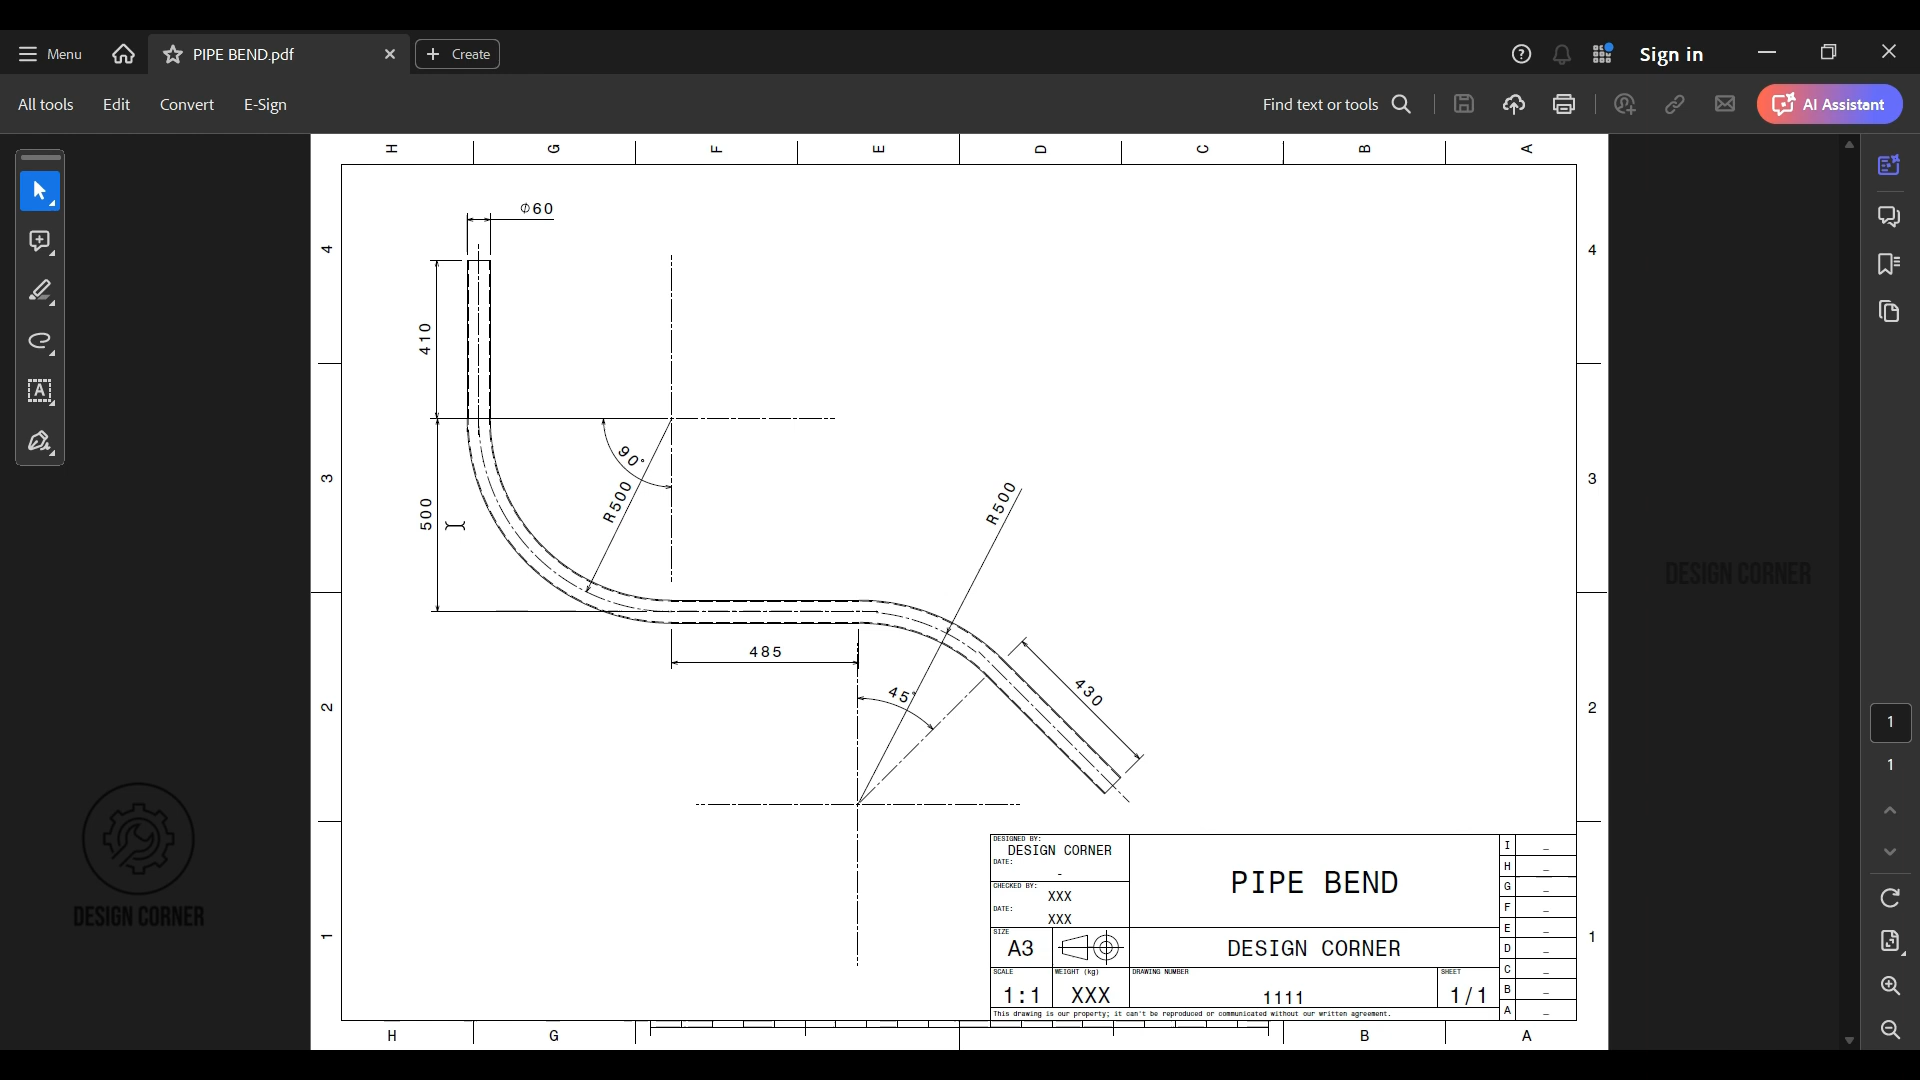 Menu
PIPE BEND.pdf
Create
Sign in
All tools
Edit
Convert
E-Sign
Find text or tools
AI Assistant
H G F E D C B A
4
4
3
3
2
2
1
1
Φ60
410
90°
R500
500
R500
485
45°
430
DESIGN CORNER
DESIGN CORNER
1
1
DESIGNED BY:
DESIGN CORNER
DATE:
-
CHECKED BY:
XXX
DATE:
XXX
SIZE
A3
SCALE
1:1
WEIGHT (kg)
XXX
PIPE BEND
DESIGN CORNER
DRAWING NUMBER
1111
SHEET
1/1
I _
H _
G _
F _
E _
D _
C _
B _
A _
This drawing is our property; it can't be reproduced or communicated without our written agreement.
H G B A